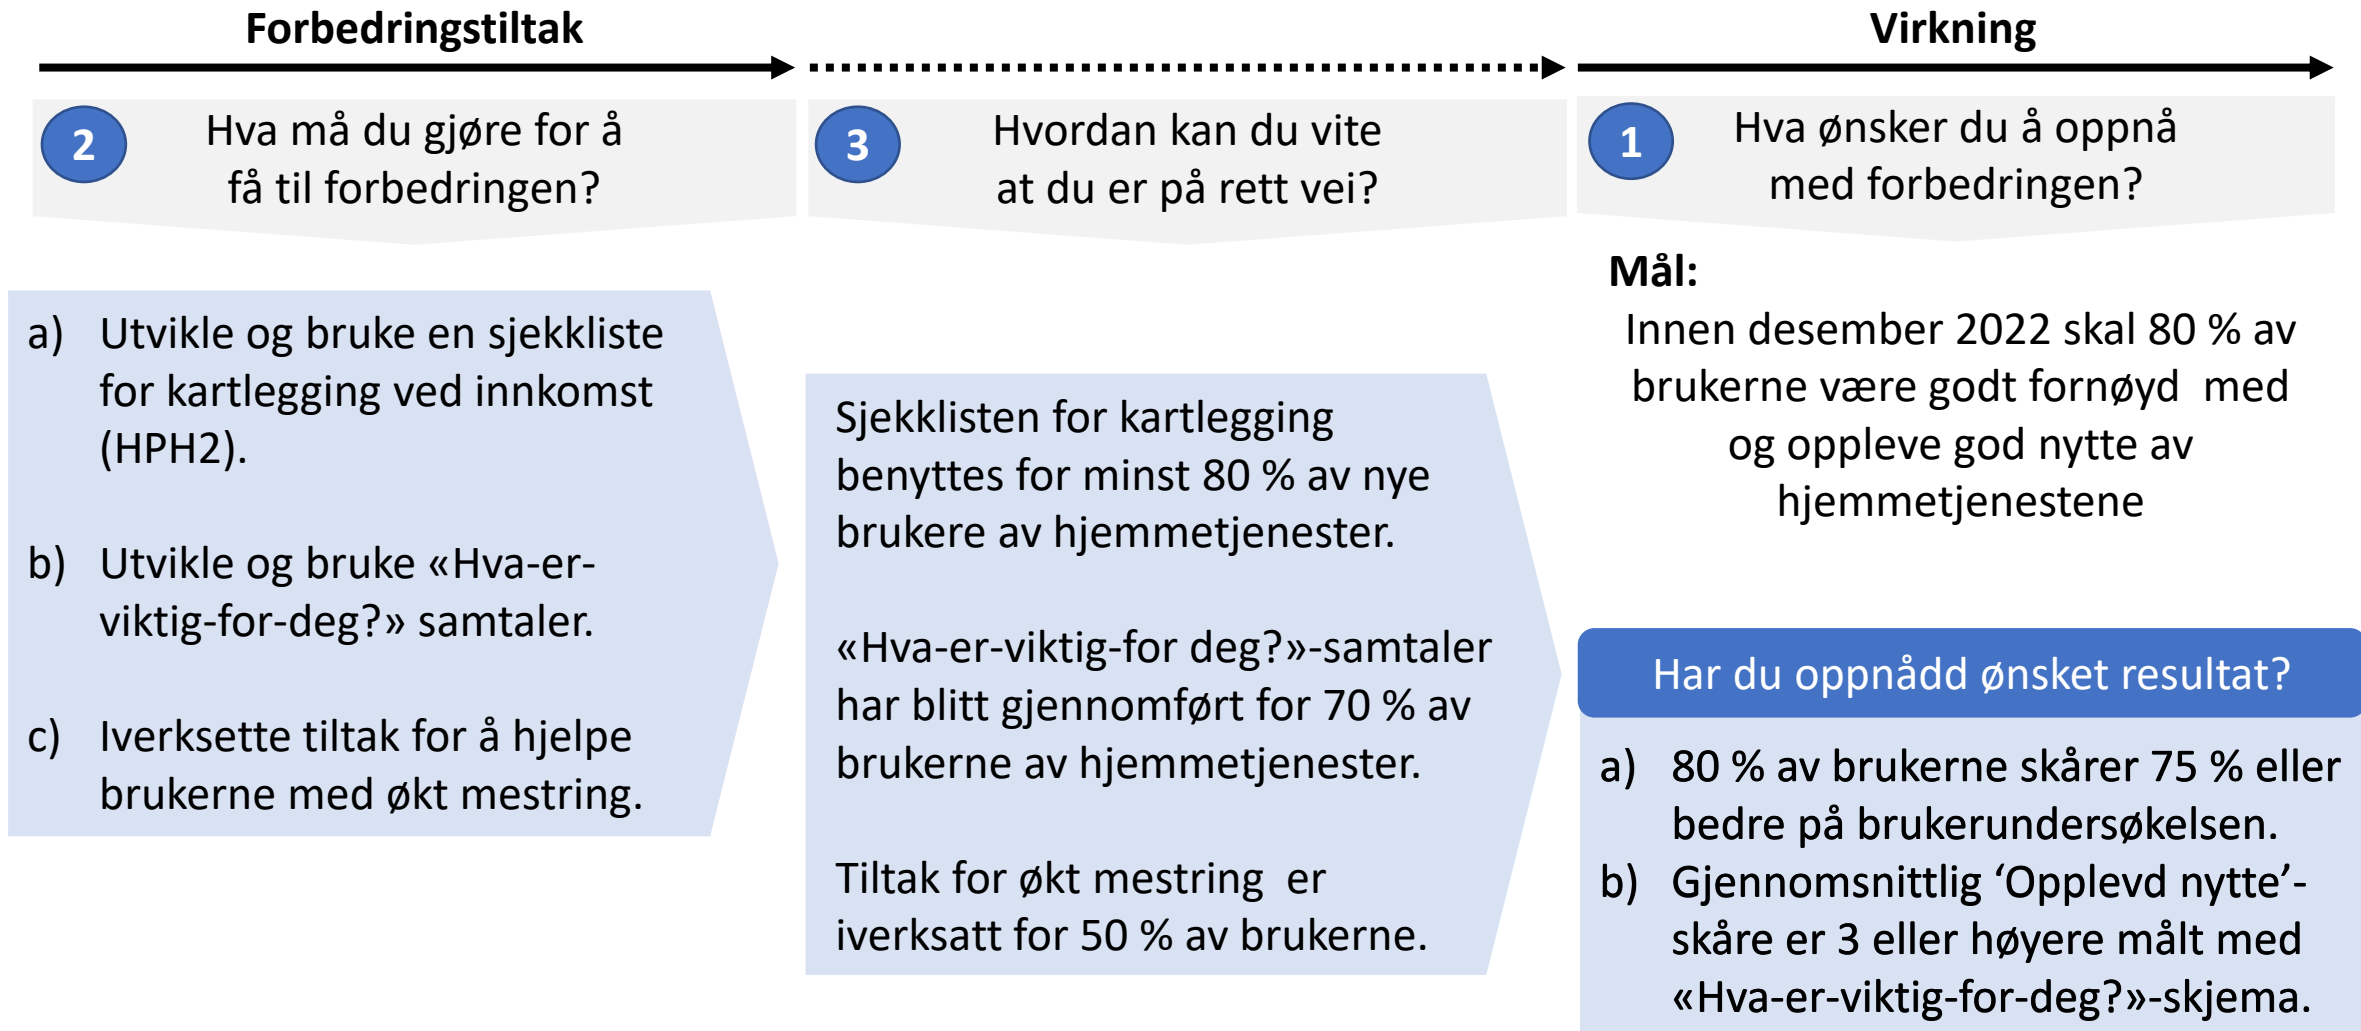 Forbedringstiltak
Virkning
2
Hva må du gjøre for å
få til forbedringen?
3
Hvordan kan du vite
at du er på rett vei?
1
Hva ønsker du å oppnå
med forbedringen?
a) Utvikle og bruke en sjekkliste
for kartlegging ved innkomst
(HPH2).
b) Utvikle og bruke «Hva-er-
viktig-for-deg?» samtaler.
c) Iverksette tiltak for å hjelpe
brukerne med økt mestring.
Sjekklisten for kartlegging
benyttes for minst 80 % av nye
brukere av hjemmetjenester.
«Hva-er-viktig-for deg?»-samtaler
har blitt gjennomført for 70 % av
brukerne av hjemmetjenester.
Tiltak for økt mestring er
iverksatt for 50 % av brukerne.
Mål:
Innen desember 2022 skal 80 % av
brukerne være godt fornøyd med
og oppleve god nytte av
hjemmetjenestene
Har du oppnådd ønsket resultat?
a) 80 % av brukerne skårer 75 % eller
bedre på brukerundersøkelsen.
b) Gjennomsnittlig ‘Opplevd nytte’-
skåre er 3 eller høyere målt med
«Hva-er-viktig-for-deg?»-skjema.